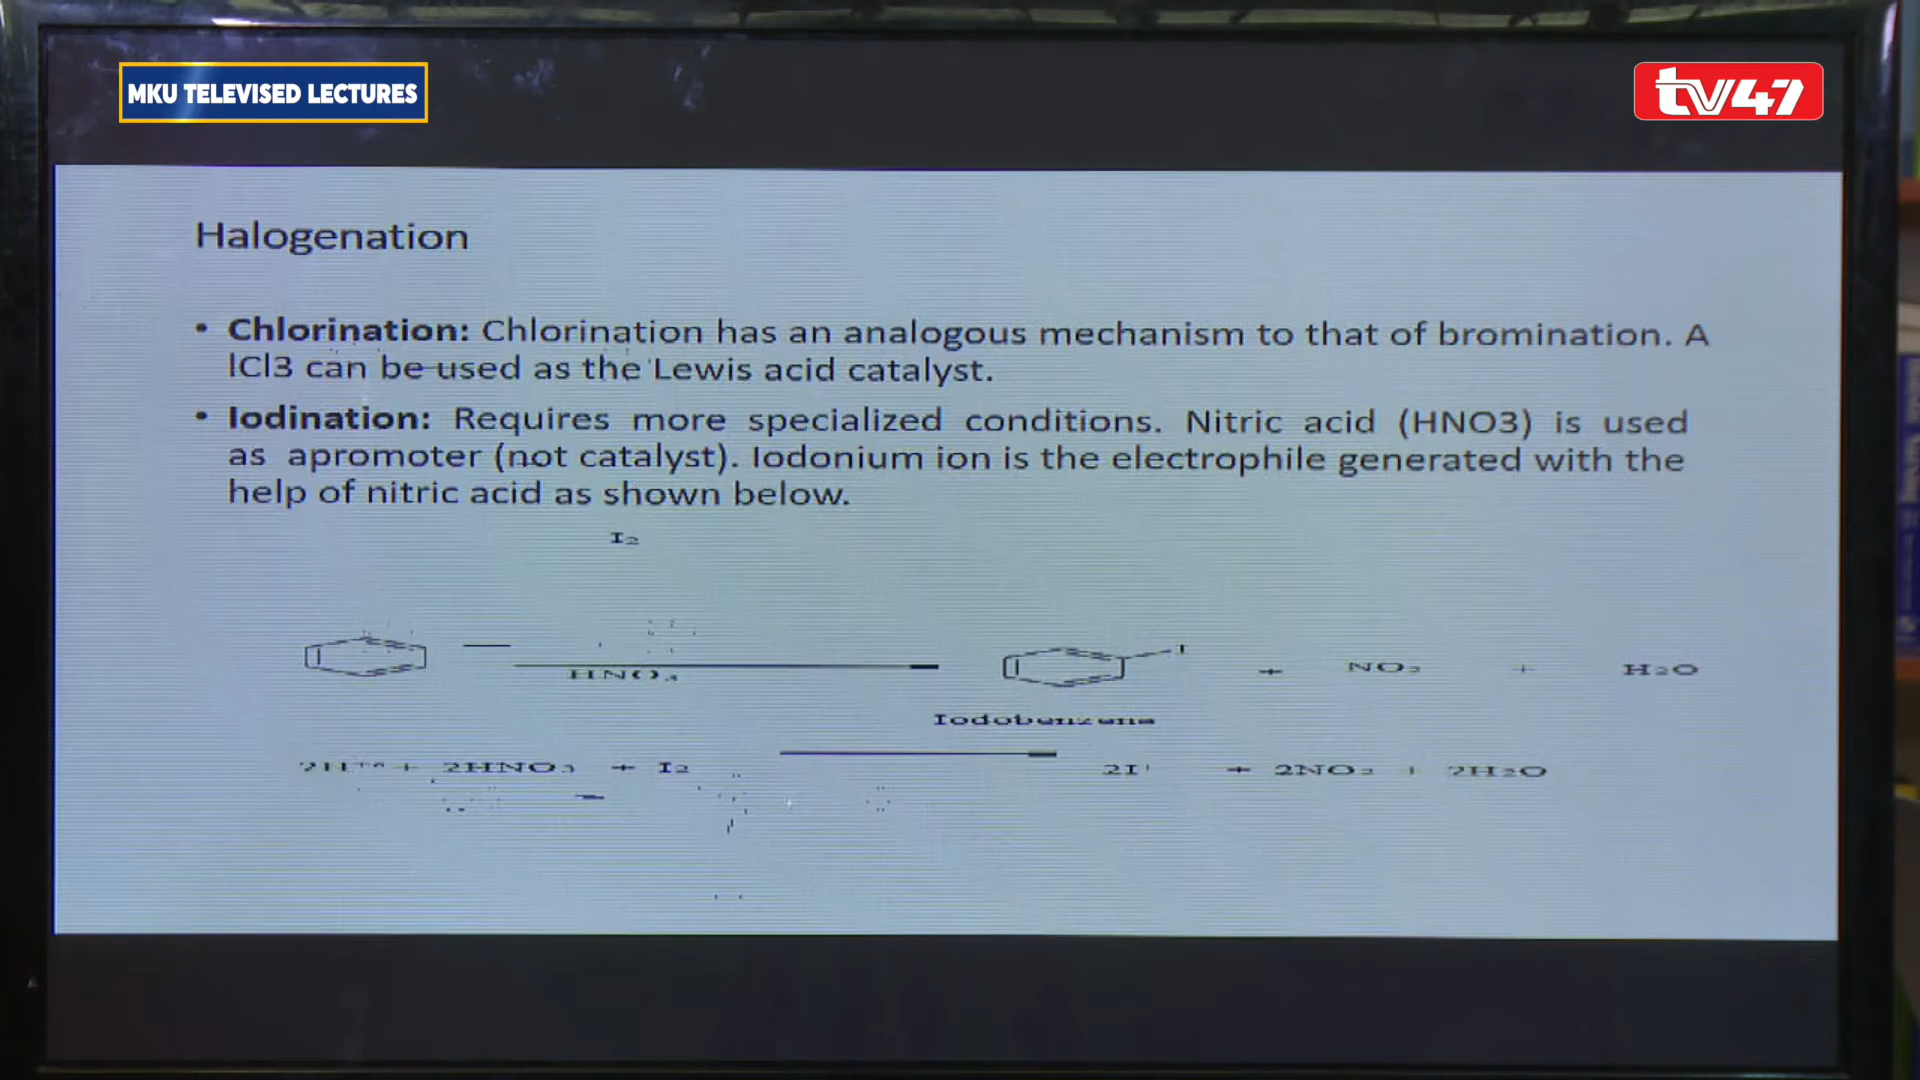 MKU TELEVISED LECTURES
tv47
Halogenation
• Chlorination: Chlorination has an analogous mechanism to that of bromination. A
lCl3 can be used as the Lewis acid catalyst.
• Iodination: Requires more specialized conditions. Nitric acid (HNO3) is used
as apromoter (not catalyst). Iodonium ion is the electrophile generated with the
help of nitric acid as shown below.
I2
+ NO2 + H2O
Iodobenzene
+ 2HNO3 + I2 + 2NO2 + 2H2O